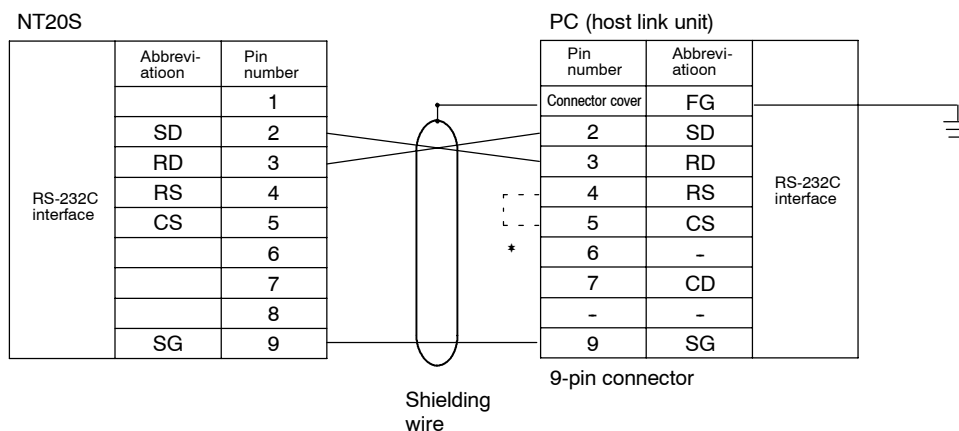 NT20S
PC (host link unit)
Abbrevi-
atioon
Pin
number
Pin
number
Abbrevi-
atioon
1
Connector cover
FG
SD
2
2
SD
RD
3
3
RD
RS-232C
interface
RS
4
4
RS
RS-232C
interface
CS
5
5
CS
6
*
6
-
7
7
CD
8
-
-
SG
9
9
SG
9-pin connector
Shielding
wire